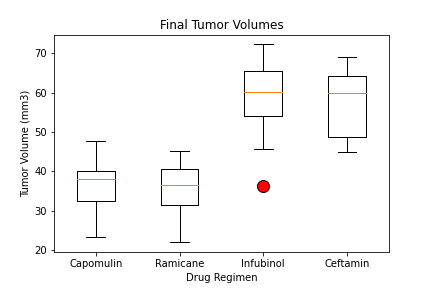 Final Tumor Volumes
Tumor Volume (mm3)
70
60
50
40
30
20
Capomulin Ramicane Infubinol Ceftamin
Drug Regimen